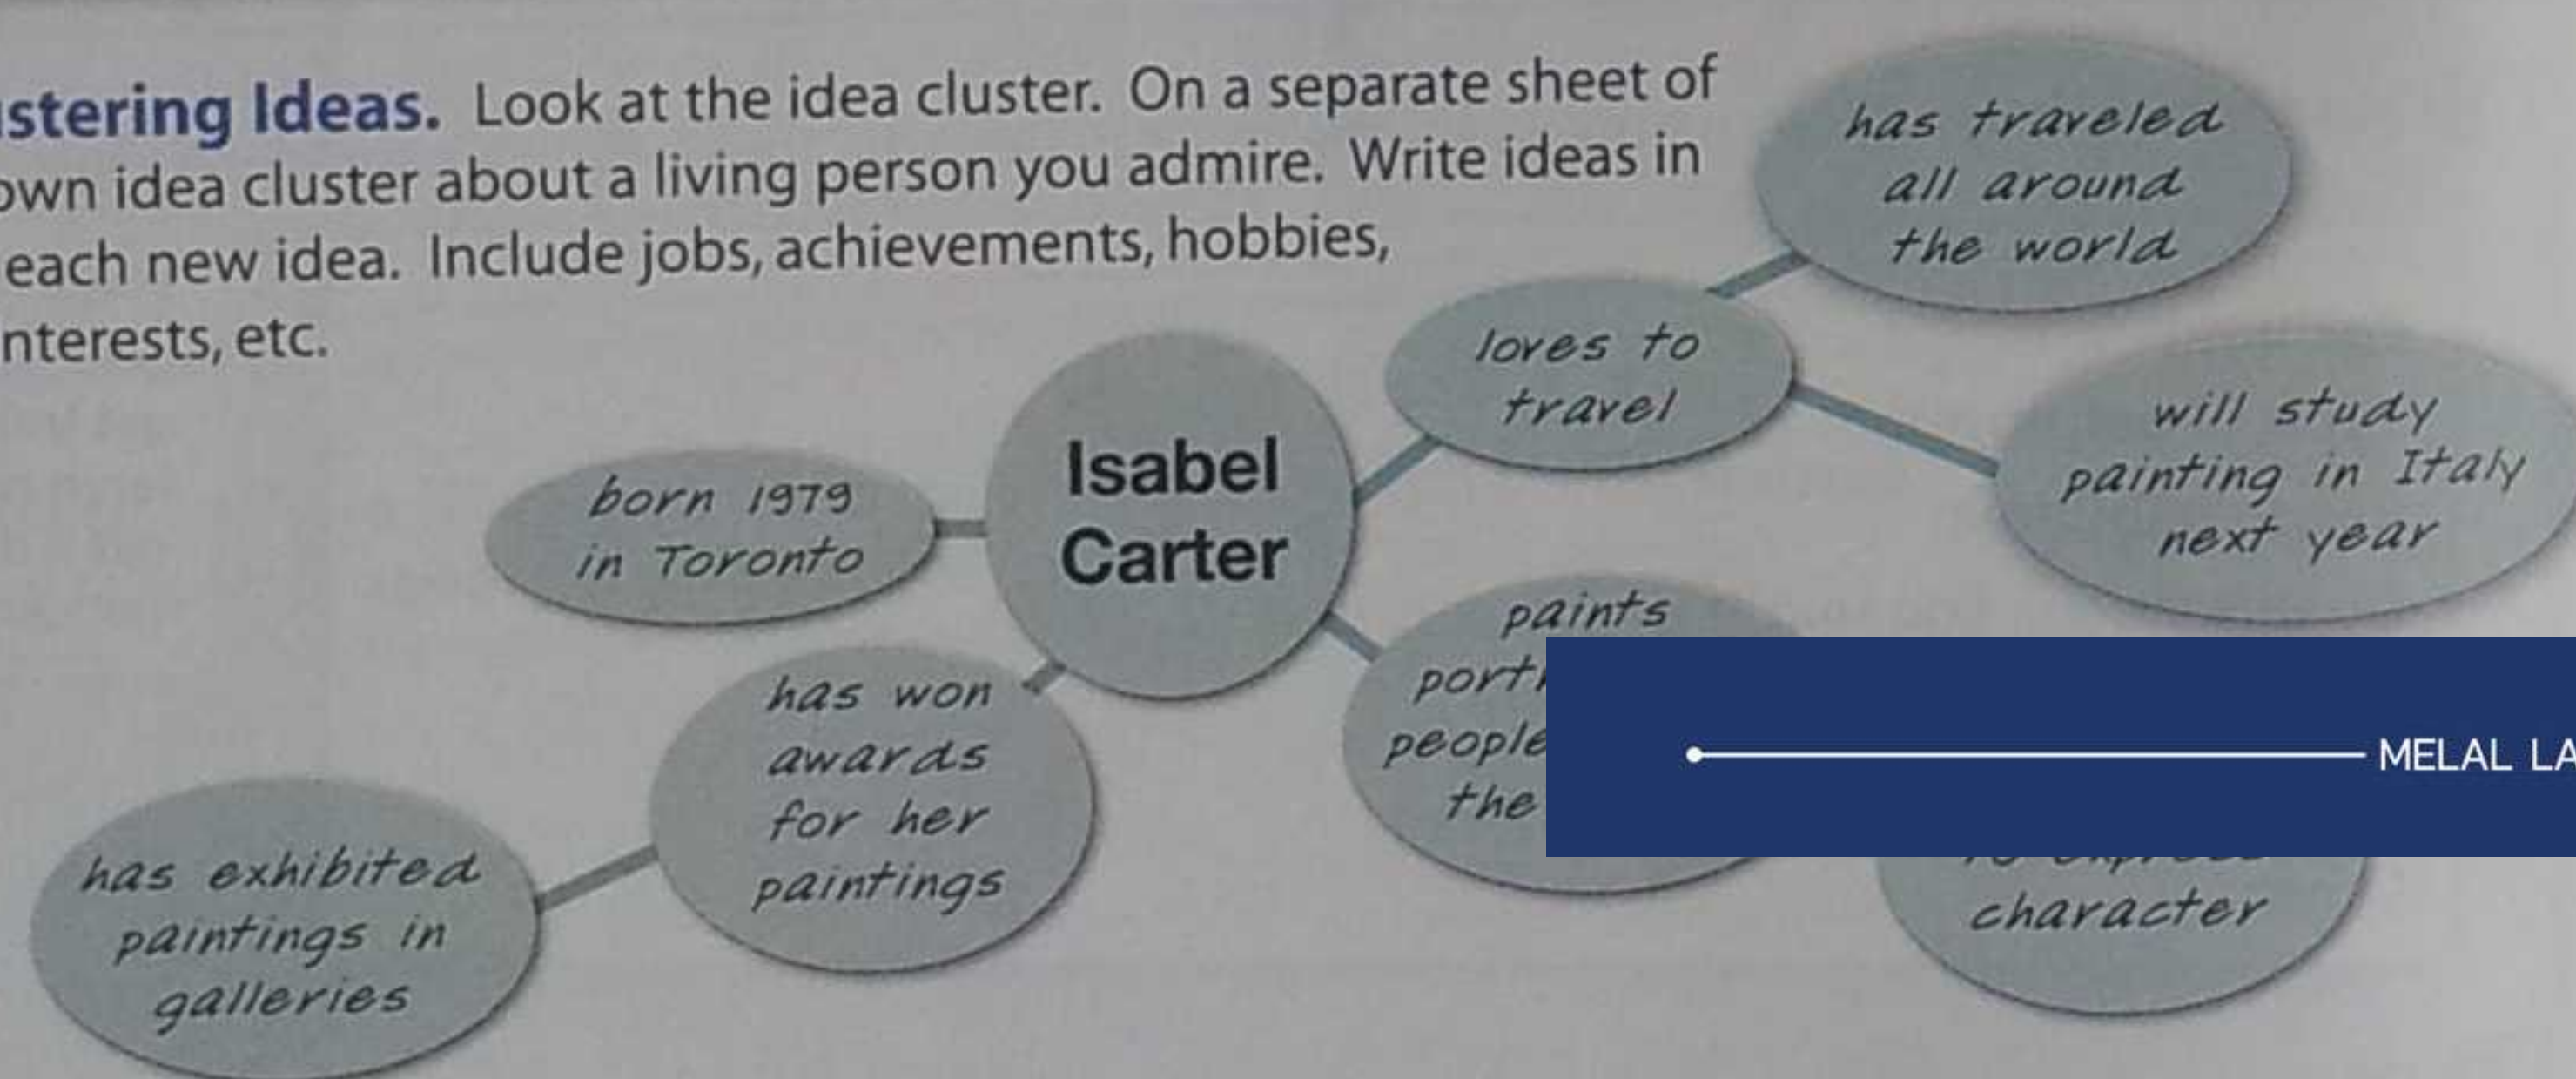 stering Ideas. Look at the idea cluster. On a separate sheet of
own idea cluster about a living person you admire. Write ideas in
each new idea. Include jobs, achievements, hobbies,
nterests, etc.
has traveled
all around
the world
loves to
travel
will study
painting in Italy
next year
Isabel
Carter
born 1979
in Toronto
paints
people
the
has won
awards
for her
paintings
has exhibited
paintings in
galleries
character
MELAL LA